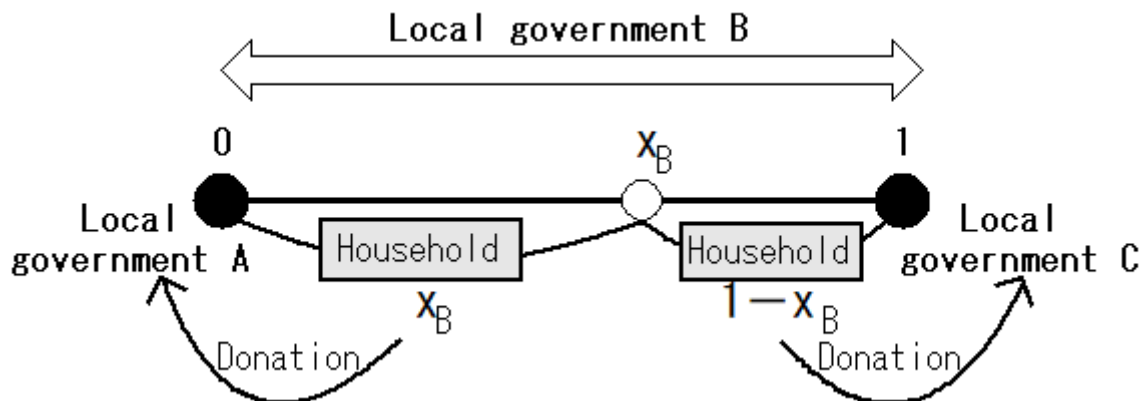 Local government B
0
x_B
1
Local
government A
Household
Household
Local
government C
x_B
1－x_B
Donation
Donation